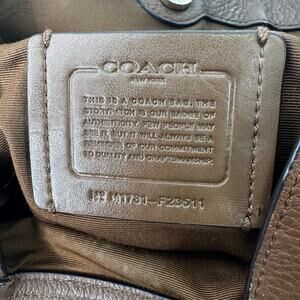 COACH
NEW YORK
THIS IS A COACH BAG. THE
STORYPATCH IS OUR BADGE OF
AUTHENTICITY. FEW PEOPLE MAY
SEE IT, BUT IT WILL ALWAYS BE A
REMINDER OF OUR COMMITMENT
TO QUALITY AND CRAFTSMANSHIP.
Nº M1731-F23511